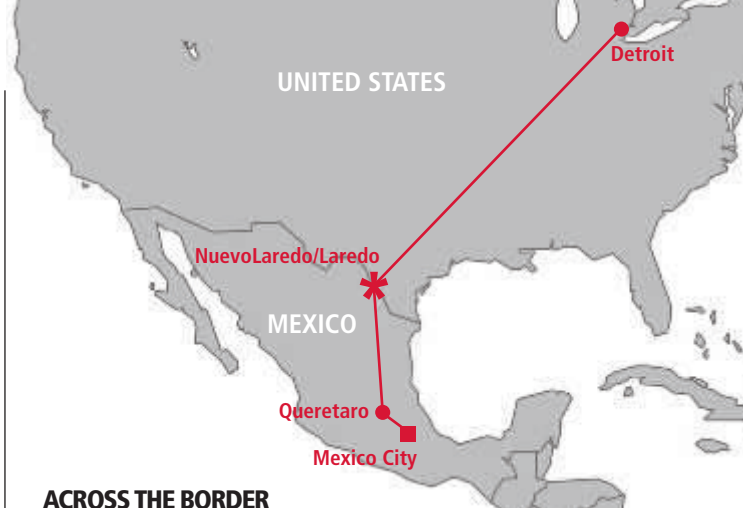 Detroit
UNITED STATES
NuevoLaredo/Laredo
MEXICO
Queretaro
Mexico City
ACROSS THE BORDER